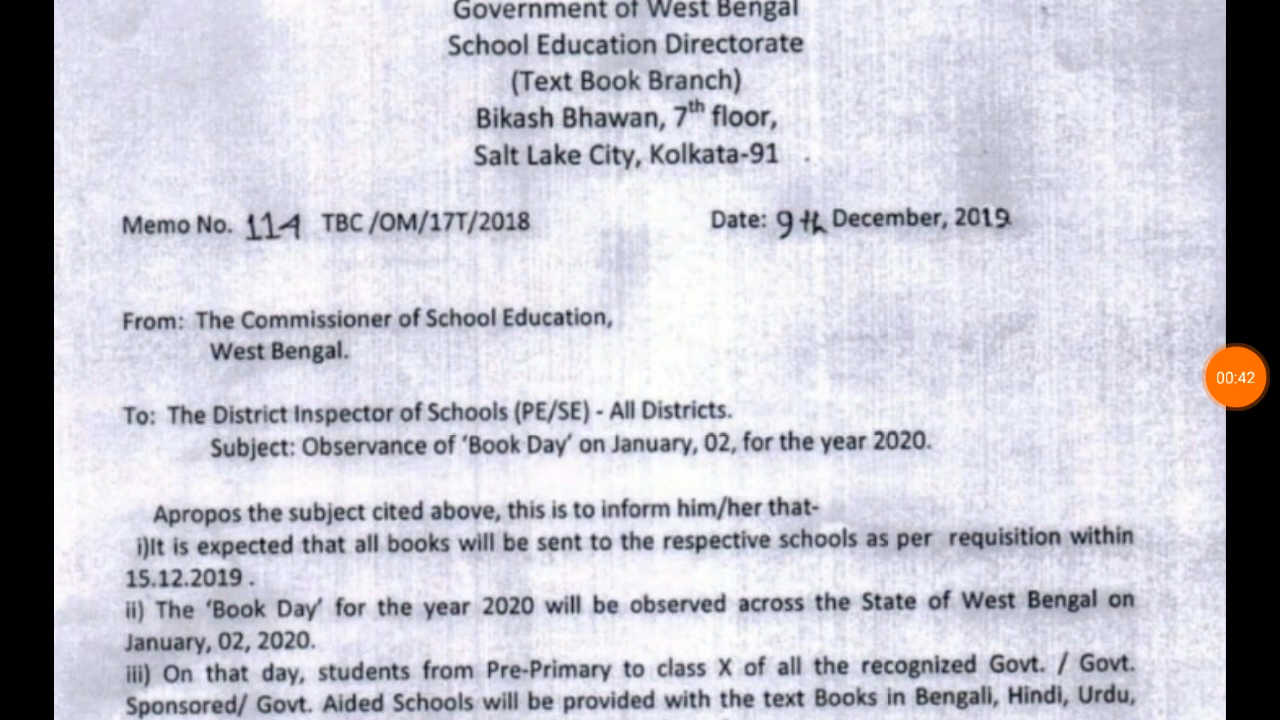 Government of West Bengal
School Education Directorate
(Text Book Branch)
Bikash Bhawan, 7th floor,
Salt Lake City, Kolkata-91
Memo No. 114 TBC /OM/17T/2018 Date: 9th December, 2019
From: The Commissioner of School Education,
West Bengal.
To: The District Inspector of Schools (PE/SE) - All Districts.
Subject: Observance of 'Book Day' on January, 02, for the year 2020.
Apropos the subject cited above, this is to inform him/her that-
i)It is expected that all books will be sent to the respective schools as per requisition within
15.12.2019 .
ii) The 'Book Day' for the year 2020 will be observed across the State of West Bengal on
January, 02, 2020.
iii) On that day, students from Pre-Primary to class X of all the recognized Govt. / Govt.
Sponsored/ Govt. Aided Schools will be provided with the text Books in Bengali, Hindi, Urdu,
00:42